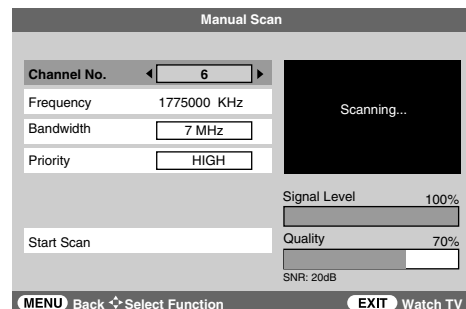 Manual Scan
Channel No. 6
Frequency 1775000 KHz
Bandwidth 7 MHz
Priority HIGH
Start Scan
Scanning...
Signal Level 100%
Quality 70%
SNR: 20dB
MENU Back Select Function EXIT Watch TV